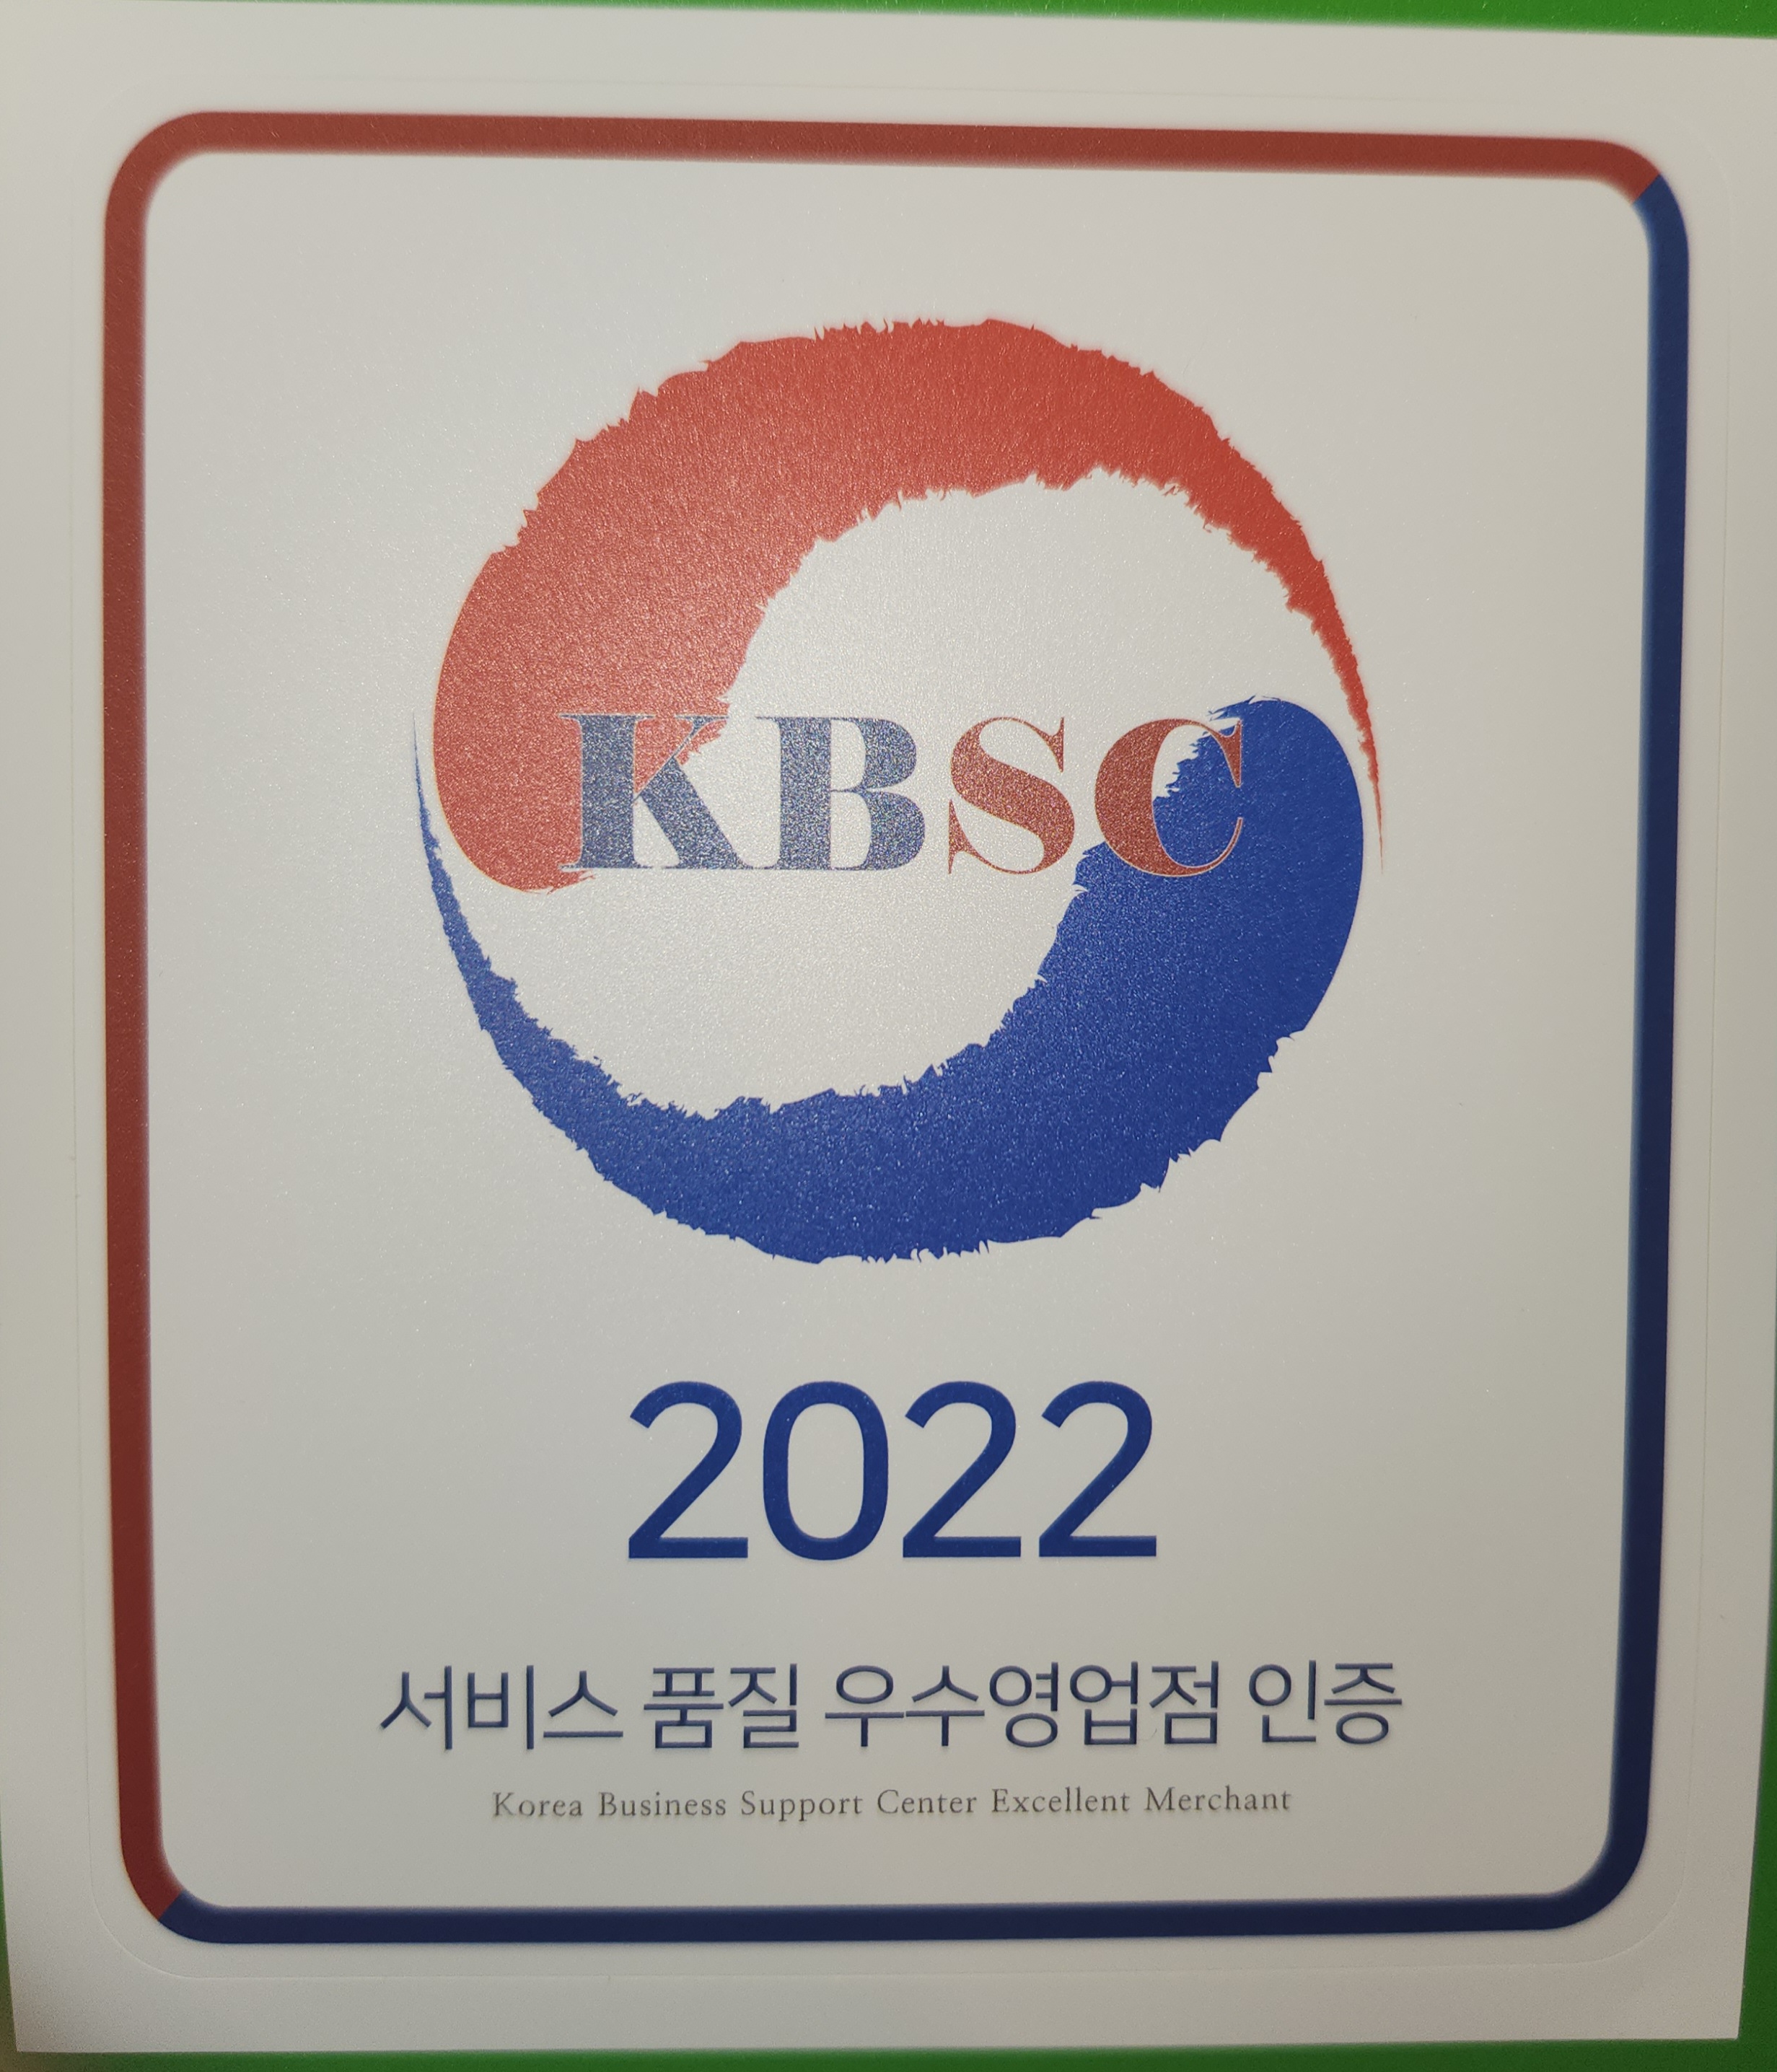 KBSC
2022
서비스 품질 우수영업점 인증
Korea Business Support Center Excellent Merchant